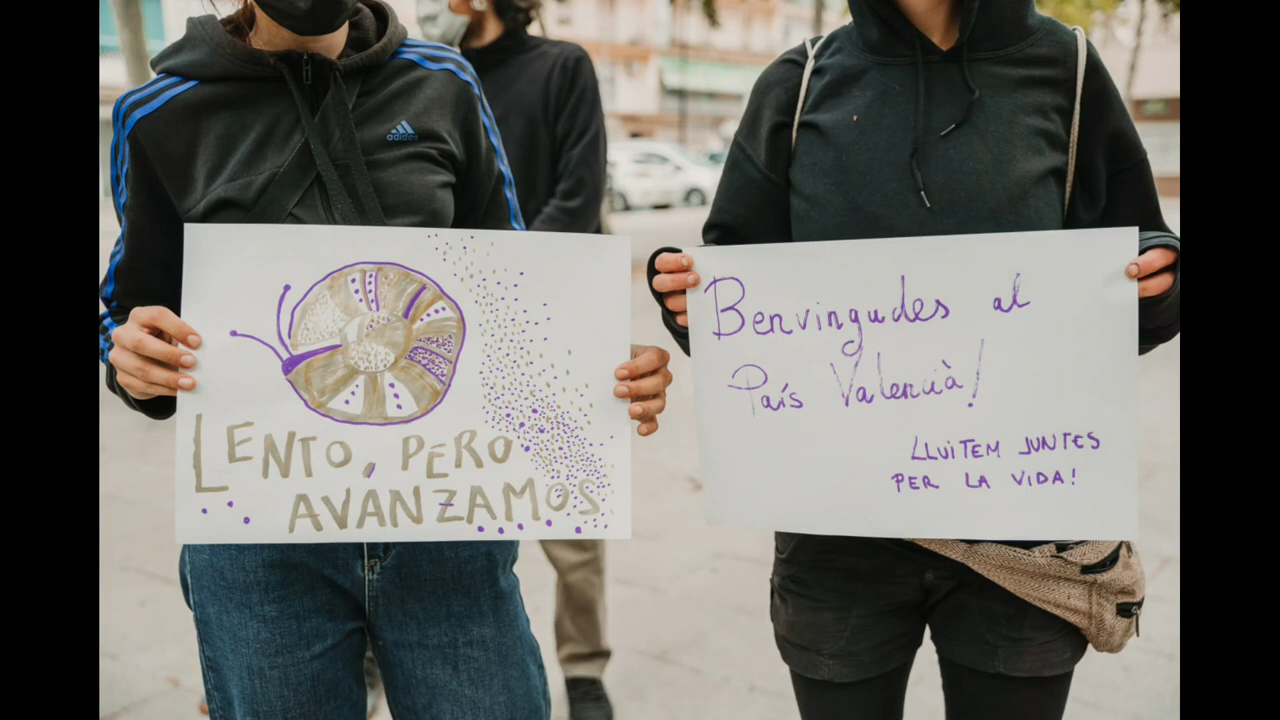 adidas
LENTO, PERO
AVANZAMOS
Benvingudes al
País Valencià!
LLUITEM JUNTES
PER LA VIDA!